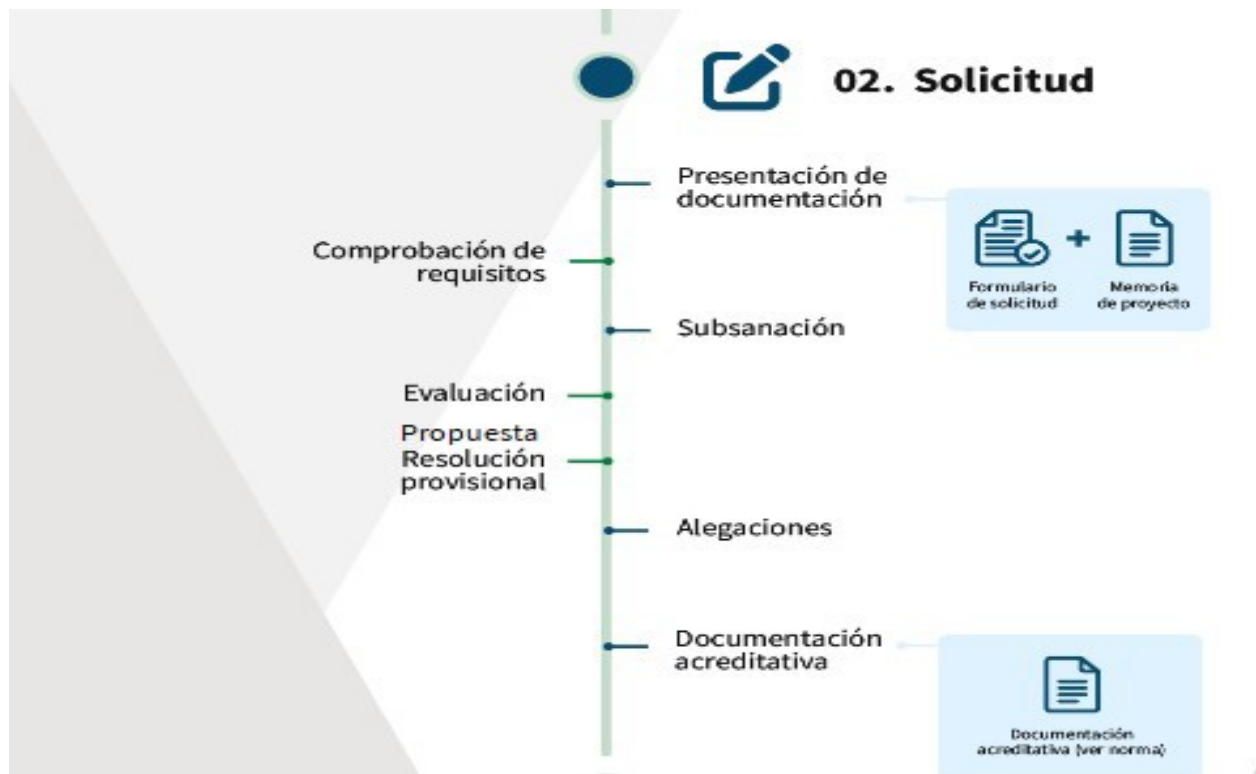 02. Solicitud
Presentación de
documentación
Formulario
de solicitud
+
Memoria
de proyecto
Comprobación de
requisitos
Subsanación
Evaluación
Propuesta
Resolución
provisional
Alegaciones
Documentación
acreditativa
Documentación
acreditativa (ver norma)